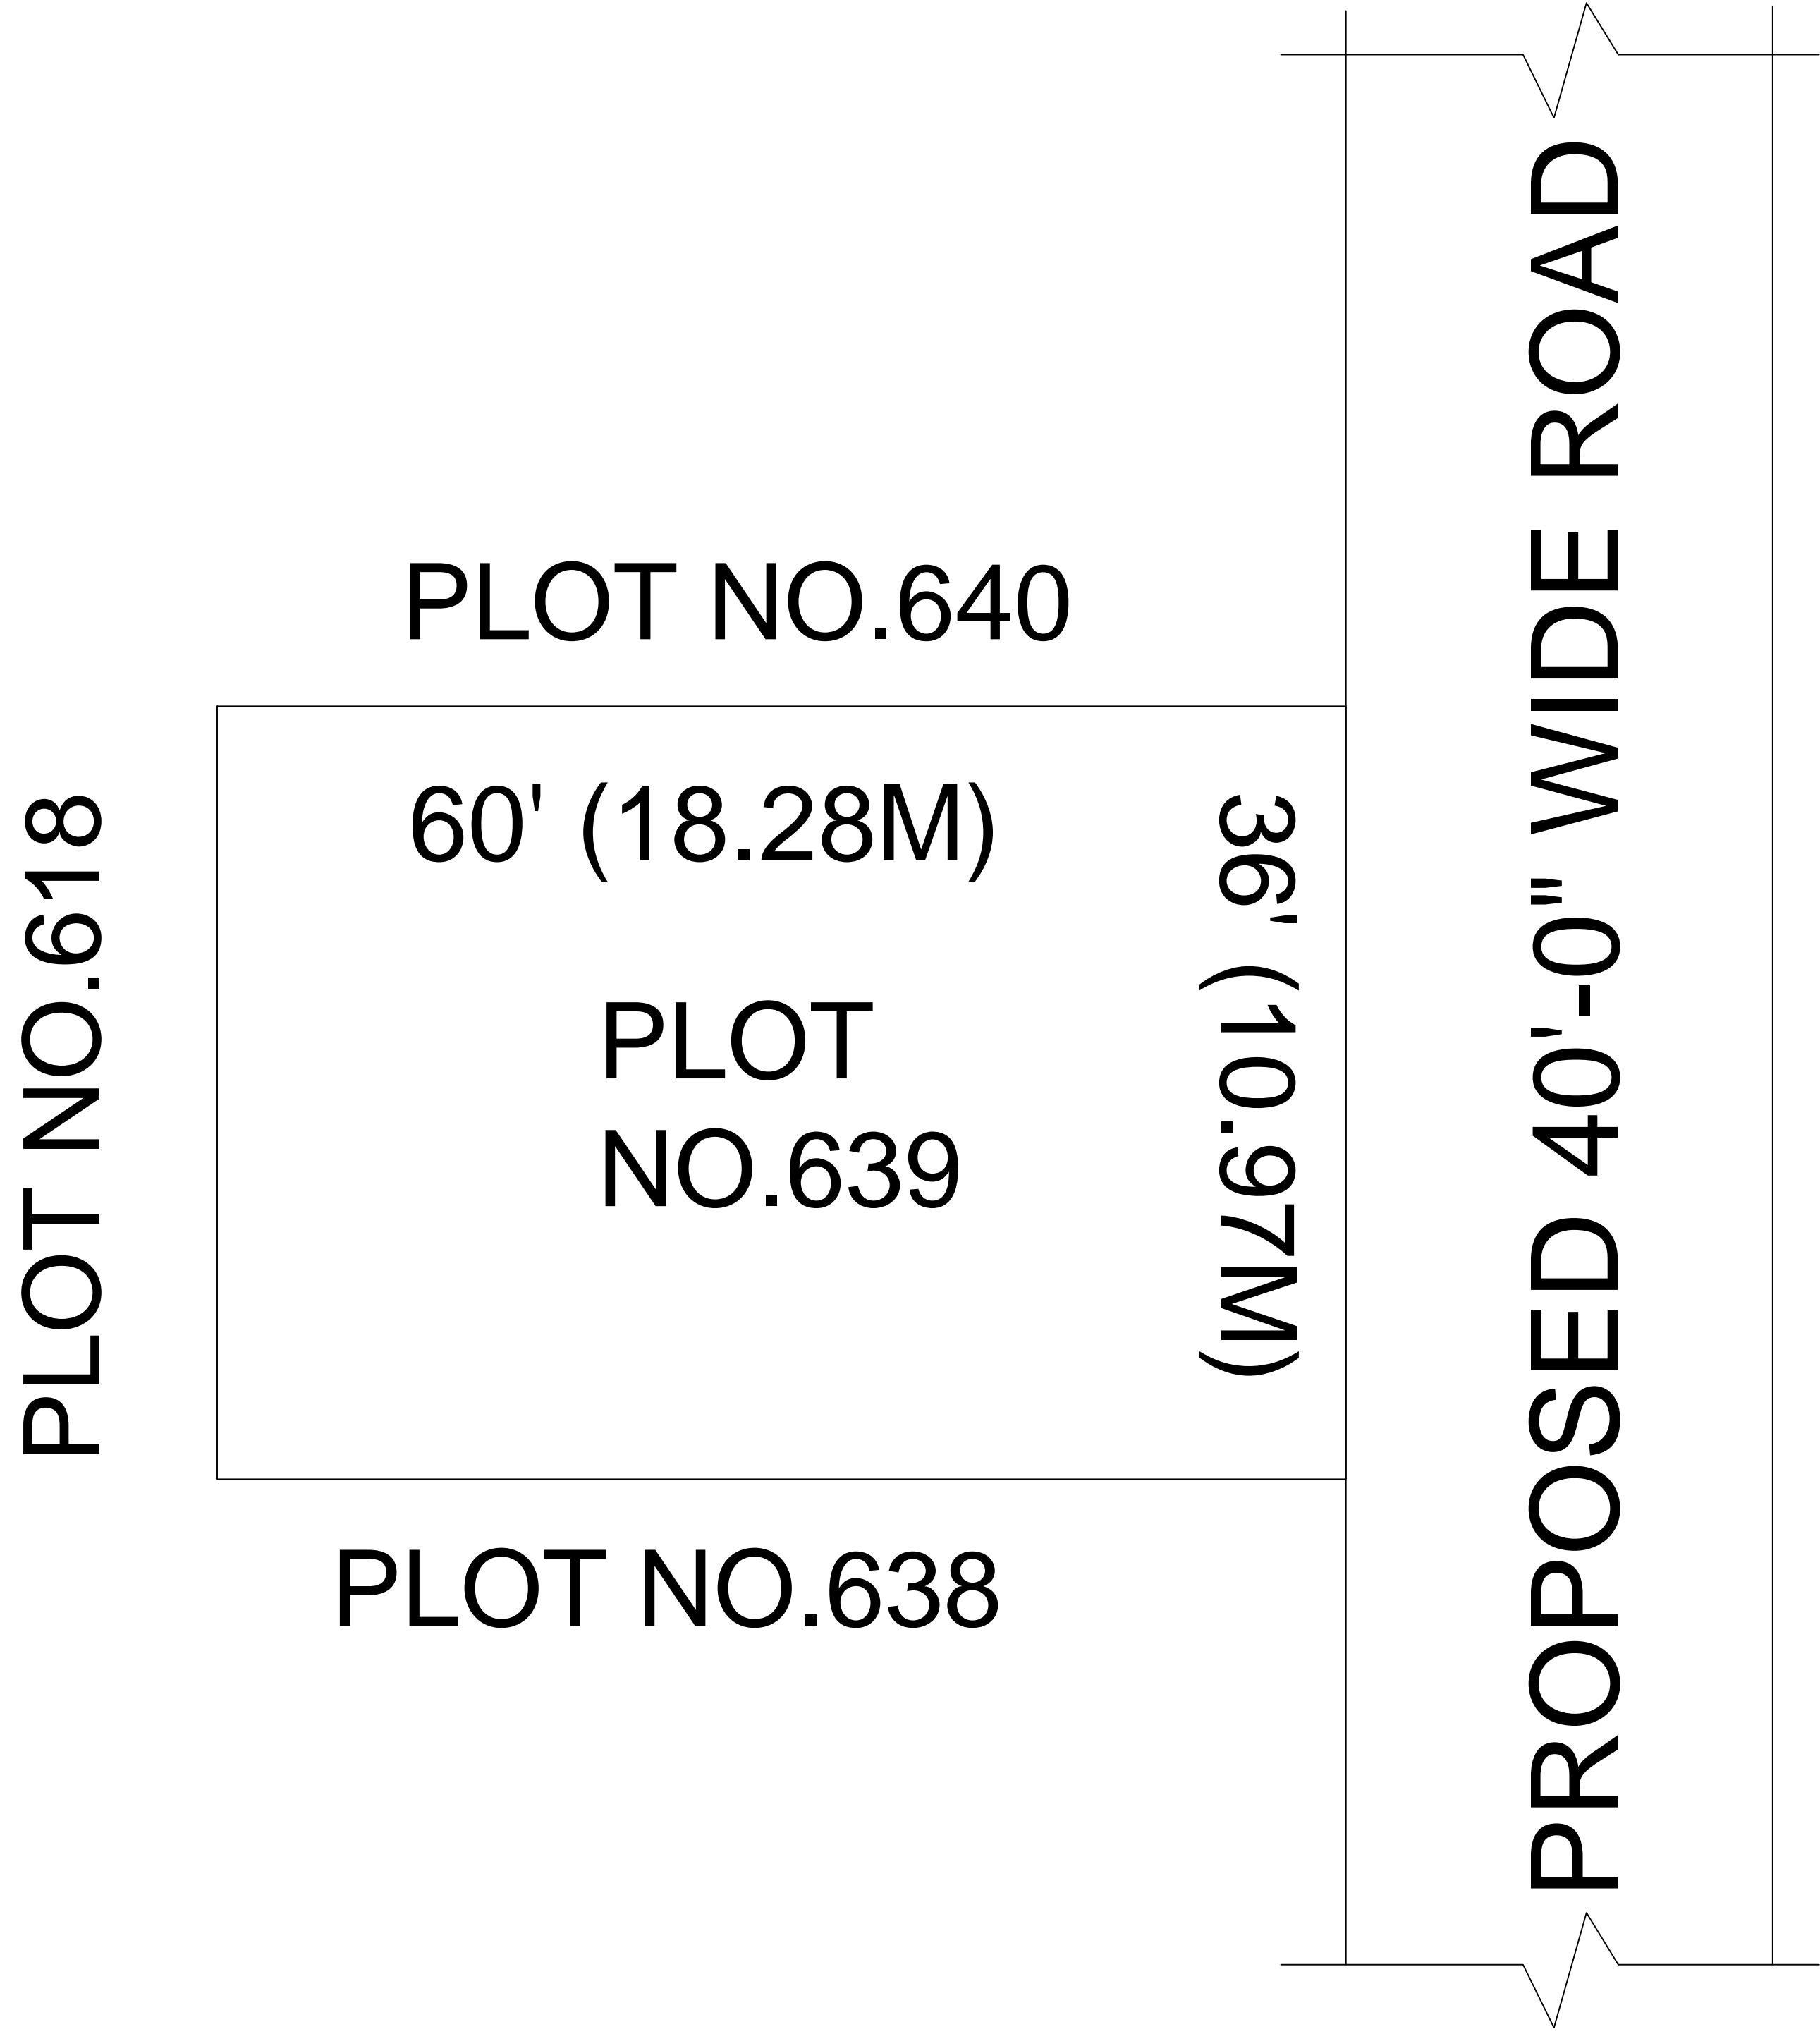 PLOT NO.640
60' (18.28M)
36' (10.97M)
PLOT
NO.639
PLOT NO.618
PLOT NO.638
PROPOSED 40'-0" WIDE ROAD